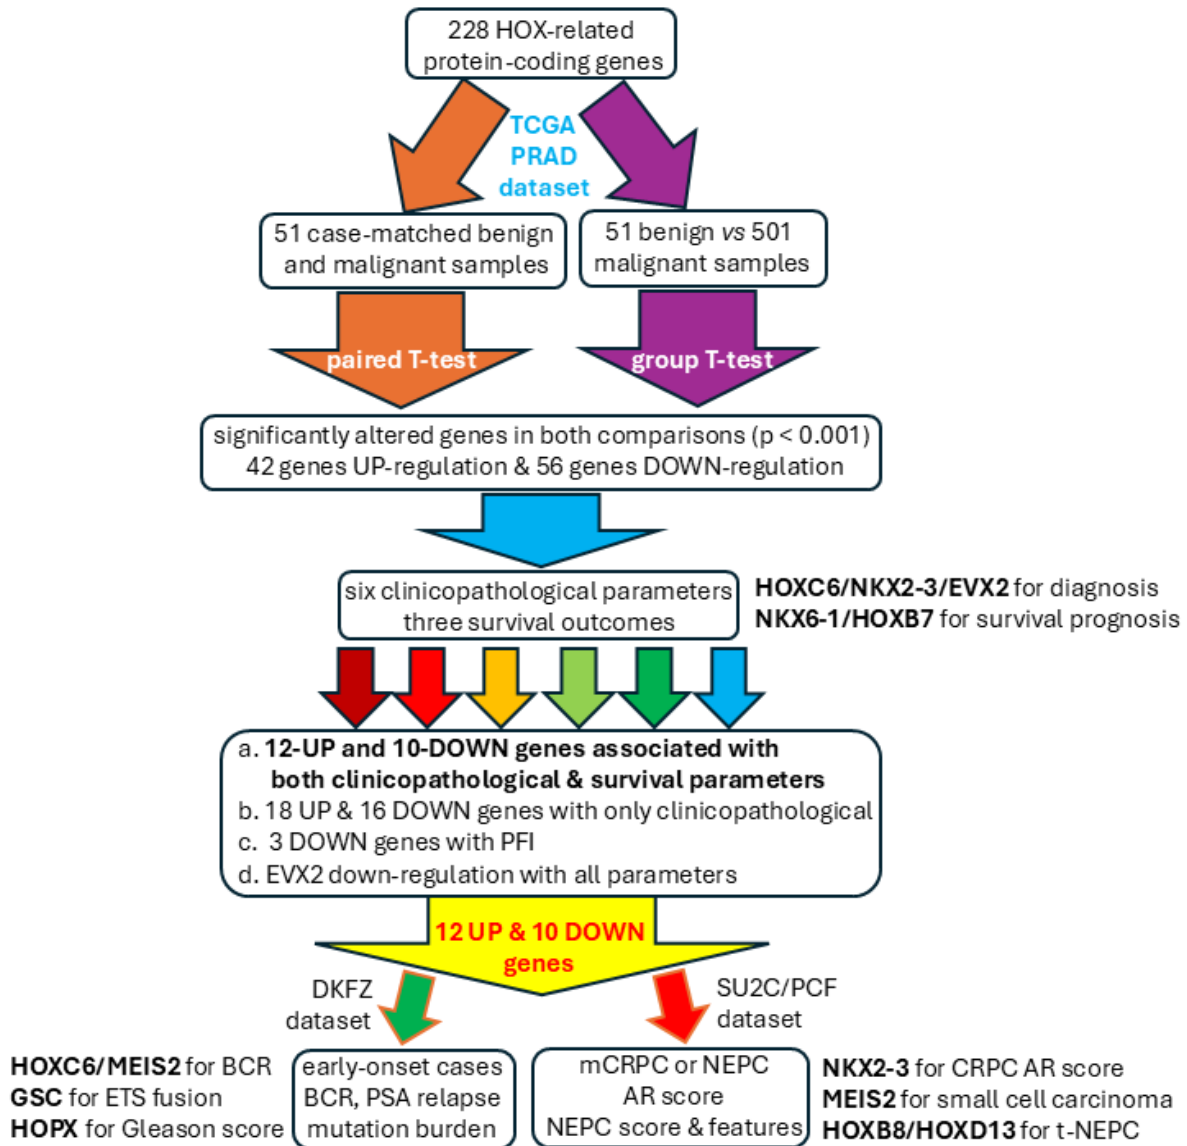 228 HOX-related
protein-coding genes
TCGA
PRAD
dataset
51 case-matched benign
and malignant samples
51 benign vs 501
malignant samples
paired T-test
group T-test
significantly altered genes in both comparisons (p < 0.001)
42 genes UP-regulation & 56 genes DOWN-regulation
six clinicopathological parameters
three survival outcomes
HOXC6/NKX2-3/EVX2 for diagnosis
NKX6-1/HOXB7 for survival prognosis
a. 12-UP and 10-DOWN genes associated with
both clinicopathological & survival parameters
b. 18 UP & 16 DOWN genes with only clinicopathological
c. 3 DOWN genes with PFI
d. EVX2 down-regulation with all parameters
12 UP & 10 DOWN
genes
DKFZ
dataset
SU2C/PCF
dataset
HOXC6/MEIS2 for BCR
GSC for ETS fusion
HOPX for Gleason score
early-onset cases
BCR, PSA relapse
mutation burden
mCRPC or NEPC
AR score
NEPC score & features
NKX2-3 for CRPC AR score
MEIS2 for small cell carcinoma
HOXB8/HOXD13 for t-NEPC